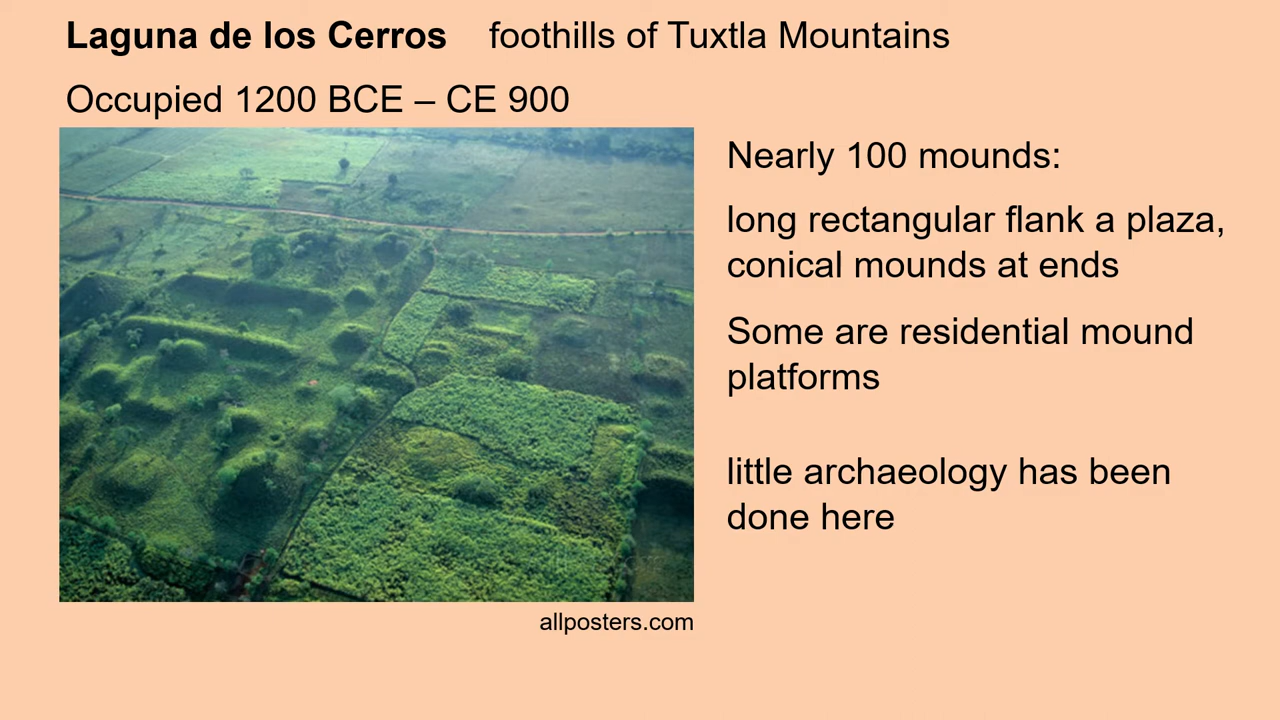 Laguna de los Cerros foothills of Tuxtla Mountains
Occupied 1200 BCE – CE 900
Nearly 100 mounds:
long rectangular flank a plaza,
conical mounds at ends
Some are residential mound
platforms
little archaeology has been
done here
allposters.com